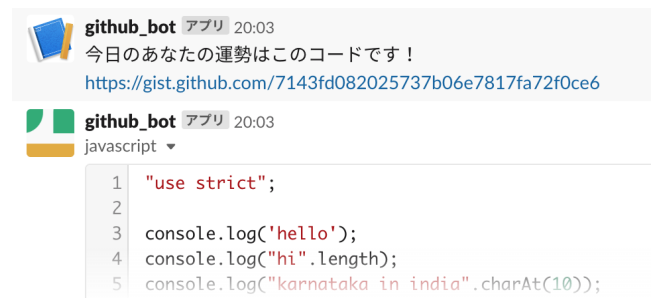 github_bot アプリ 20:03
今日のあなたの運勢はこのコードです！
https://gist.github.com/7143fd082025737b06e7817fa72f0ce6
github_bot アプリ 20:03
javascript
1 "use strict";
2
3 console.log('hello');
4 console.log("hi".length);
5 console.log("karnataka in india".charAt(10));